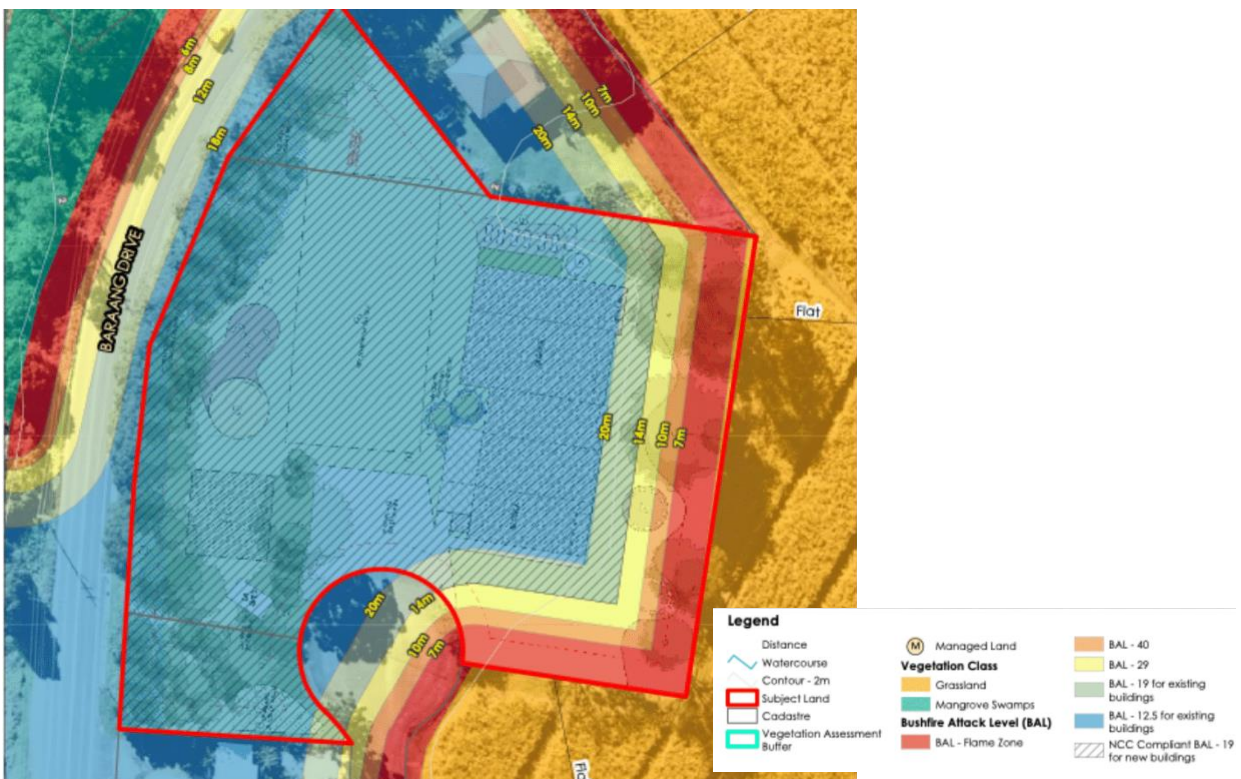 6m
8m
12m
18m
7m
10m
14m
20m
2
2
BARAANG DRIVE
Flat
20m
14m
10m
7m
20m
14m
10m
7m
Legend
Distance
Watercourse
Contour - 2m
Subject Land
Cadastre
Vegetation Assessment
Buffer
M Managed Land
Vegetation Class
Grassland
Mangrove Swamps
Bushfire Attack Level (BAL)
BAL - Flame Zone
BAL - 40
BAL - 29
BAL - 19 for existing
buildings
BAL - 12.5 for existing
buildings
NCC Compliant BAL - 19
for new buildings